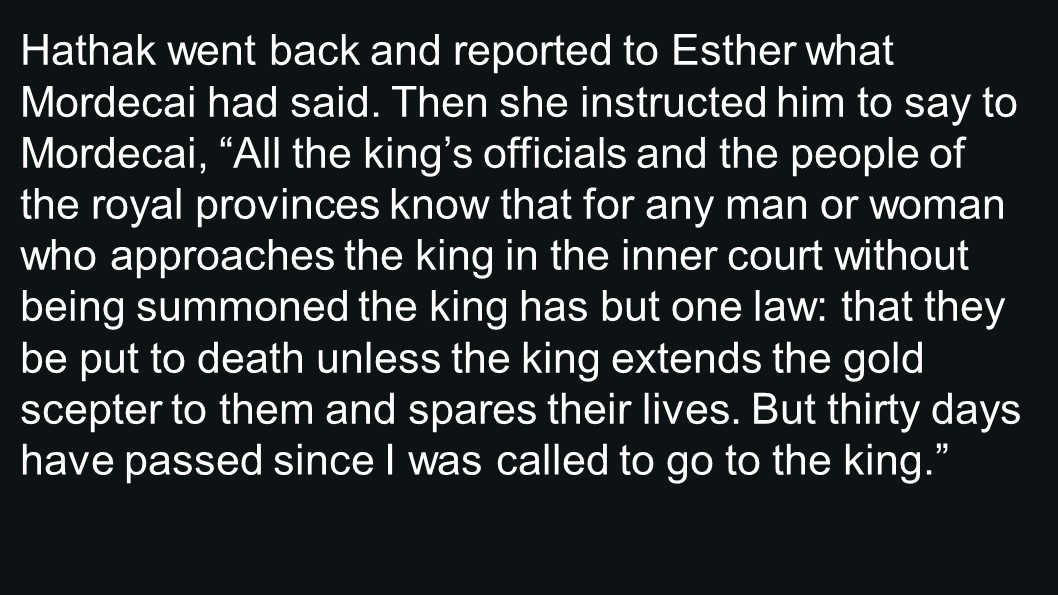 Hathak went back and reported to Esther what
Mordecai had said. Then she instructed him to say to
Mordecai, “All the king’s officials and the people of
the royal provinces know that for any man or woman
who approaches the king in the inner court without
being summoned the king has but one law: that they
be put to death unless the king extends the gold
scepter to them and spares their lives. But thirty days
have passed since I was called to go to the king.”